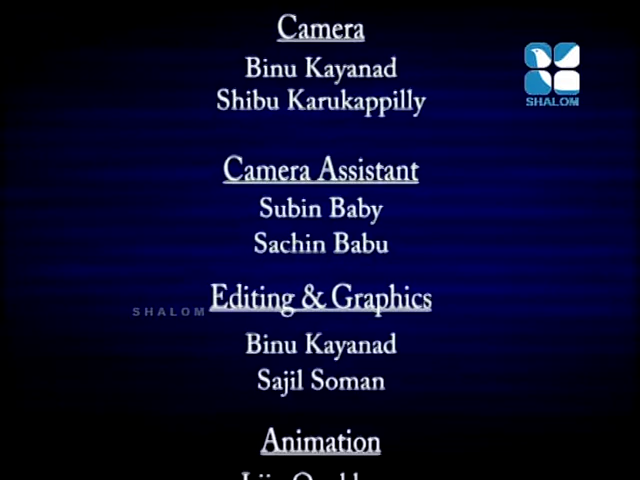 Camera
Binu Kayanad
Shibu Karukappilly
SHALOM
Camera Assistant
Subin Baby
Sachin Babu
SHALOM
Editing & Graphics
Binu Kayanad
Sajil Soman
Animation